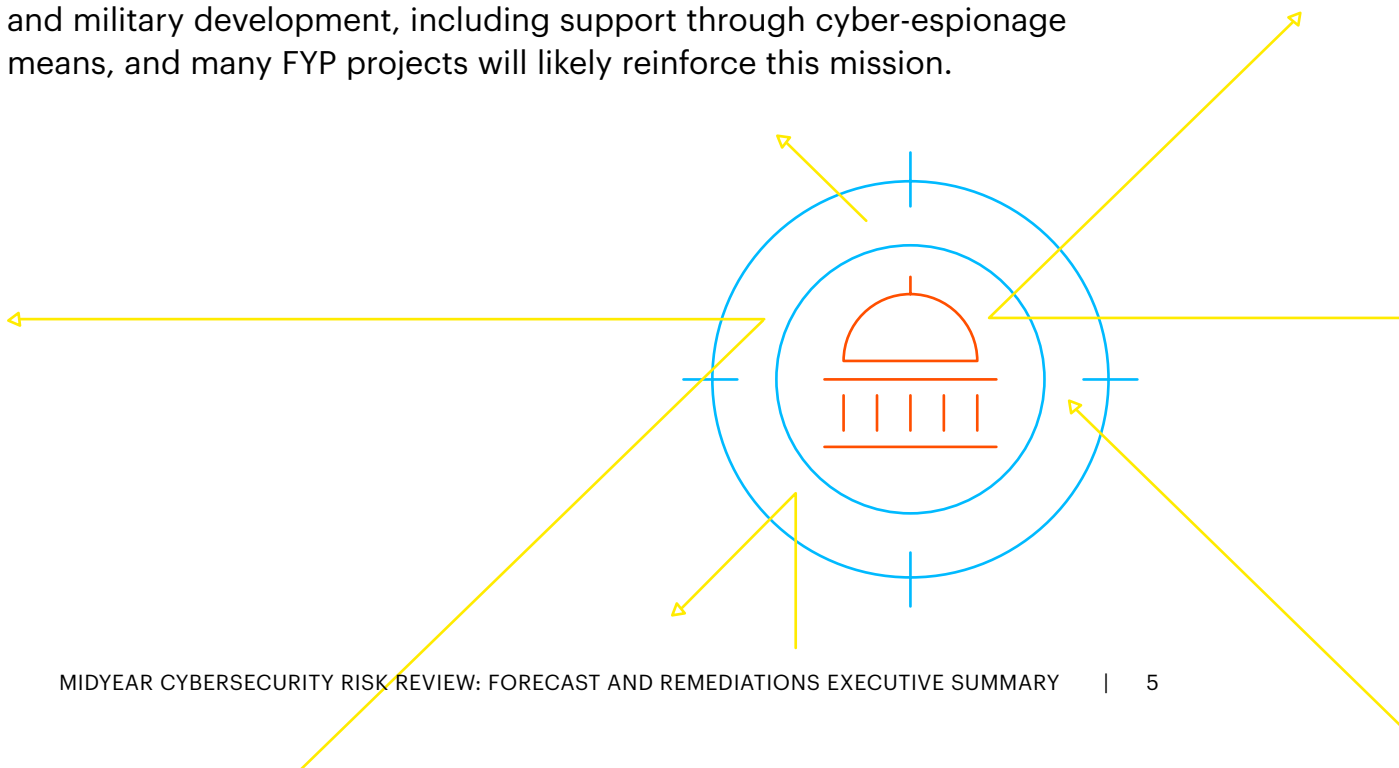 and military development, including support through cyber-espionage
means, and many FYP projects will likely reinforce this mission.
MIDYEAR CYBERSECURITY RISK REVIEW: FORECAST AND REMEDIATIONS EXECUTIVE SUMMARY | 5